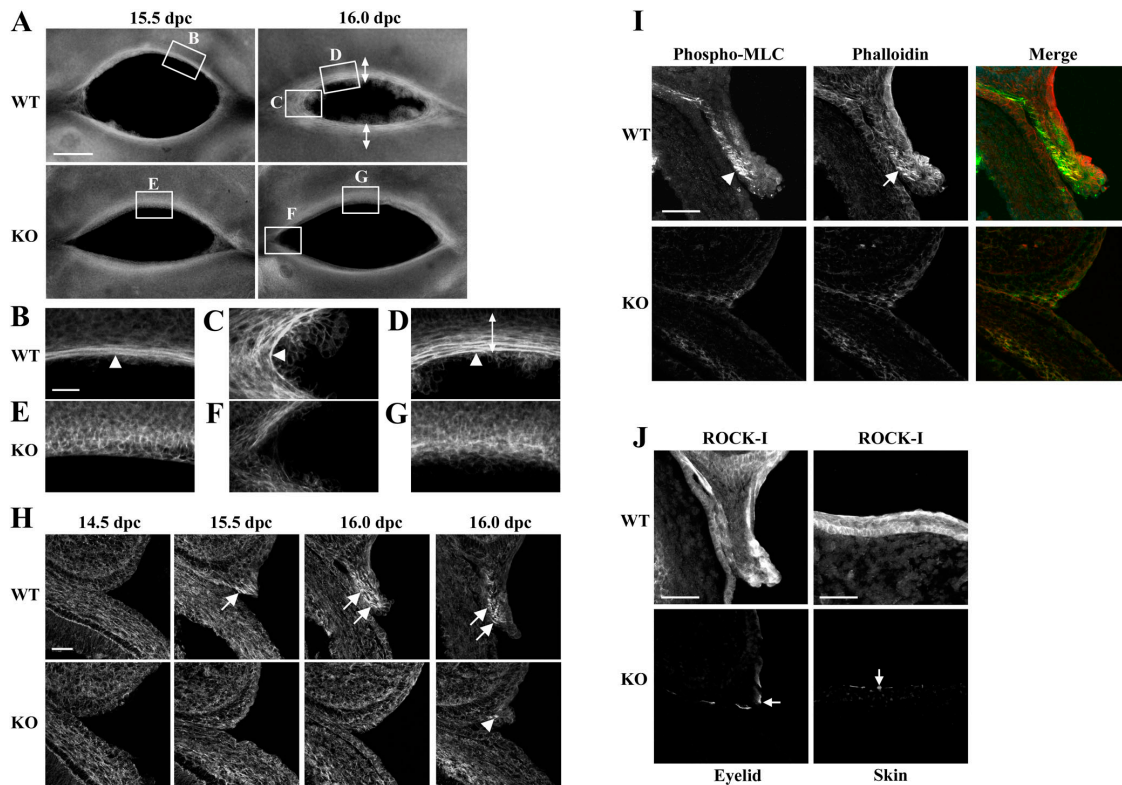 A
15.5 dpc 16.0 dpc
B
D
WT
C
E
G
KO
F
B C D
WT
E F G
KO
H
14.5 dpc 15.5 dpc 16.0 dpc 16.0 dpc
WT
KO
I
Phospho-MLC Phalloidin Merge
WT
KO
J
ROCK-I ROCK-I
WT
KO
Eyelid Skin